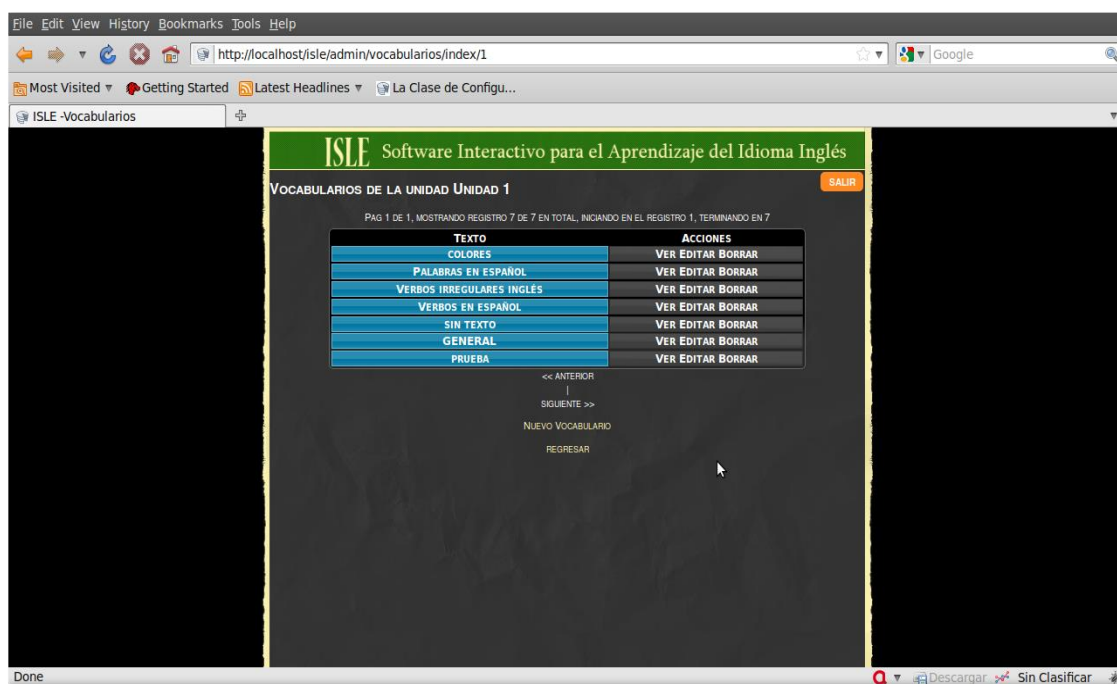 File Edit View History Bookmarks Tools Help
http://localhost/isle/admin/vocabularios/index/1
Google
Most Visited Getting Started Latest Headlines La Clase de Configu...
ISLE -Vocabularios
ISLE Software Interactivo para el Aprendizaje del Idioma Inglés
SALIR
VOCABULARIOS DE LA UNIDAD UNIDAD 1
PAG 1 DE 1, MOSTRANDO REGISTRO 7 DE 7 EN TOTAL, INICIANDO EN EL REGISTRO 1, TERMINANDO EN 7
TEXTO ACCIONES
COLORES VER EDITAR BORRAR
PALABRAS EN ESPAÑOL VER EDITAR BORRAR
VERBOS IRREGULARES INGLÉS VER EDITAR BORRAR
VERBOS EN ESPAÑOL VER EDITAR BORRAR
SIN TEXTO VER EDITAR BORRAR
GENERAL VER EDITAR BORRAR
PRUEBA VER EDITAR BORRAR
<< ANTERIOR
|
SIGUIENTE >>
NUEVO VOCABULARIO
REGRESAR
Done Descargar Sin Clasificar